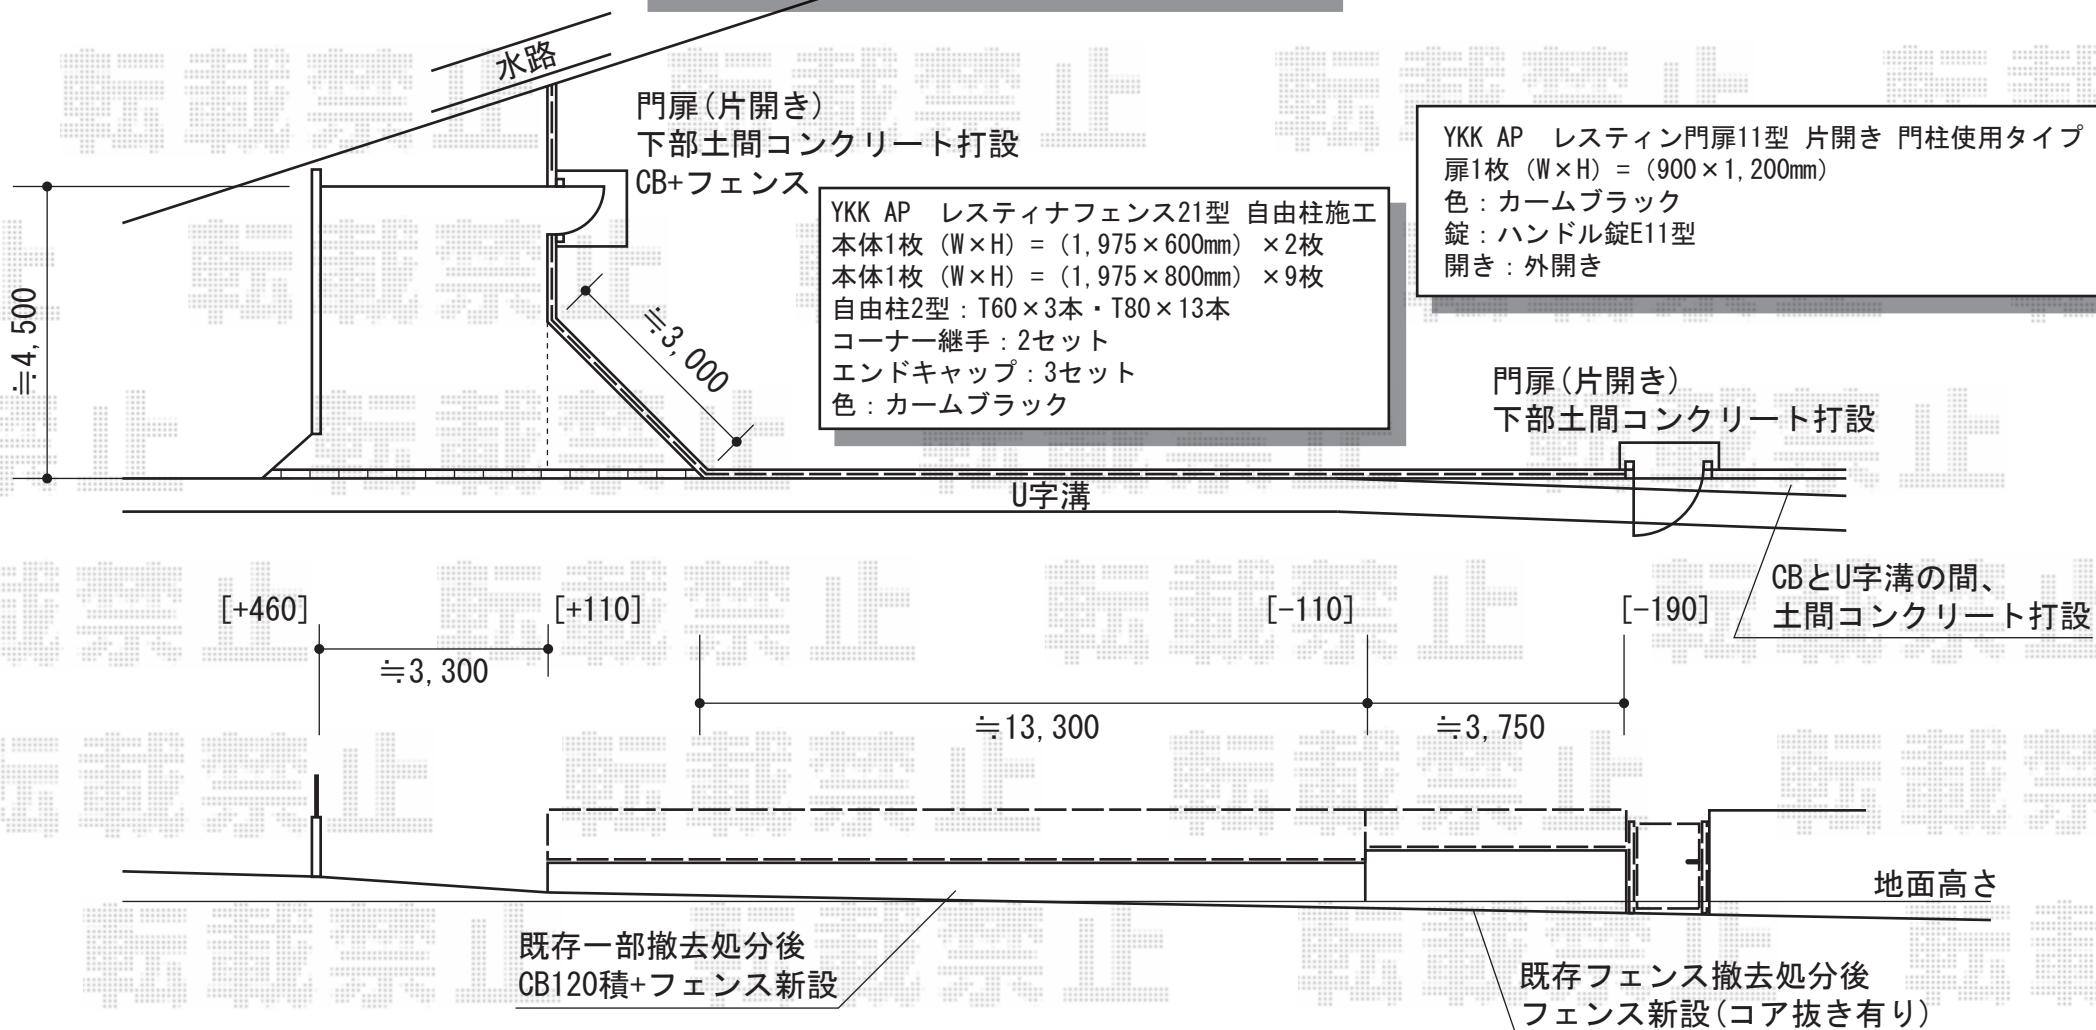 水路
門扉(片開き)
下部土間コンクリート打設
CB+フェンス
YKK AP　レスティン門扉11型 片開き 門柱使用タイプ
扉1枚 (W×H) = (900×1,200mm)
色：カームブラック
錠：ハンドル錠E11型
開き：外開き
YKK AP　レスティナフェンス21型 自由柱施工
本体1枚 (W×H) = (1,975×600mm) ×2枚
本体1枚 (W×H) = (1,975×800mm) ×9枚
自由柱2型：T60×3本・T80×13本
コーナー継手：2セット
エンドキャップ：3セット
色：カームブラック
≒4,500
≒3,000
門扉(片開き)
下部土間コンクリート打設
U字溝
CBとU字溝の間、
土間コンクリート打設
[+460]
[+110]
[-110]
[-190]
≒3,300
≒13,300
≒3,750
地面高さ
既存一部撤去処分後
CB120積+フェンス新設
既存フェンス撤去処分後
フェンス新設(コア抜き有り)
転載禁止